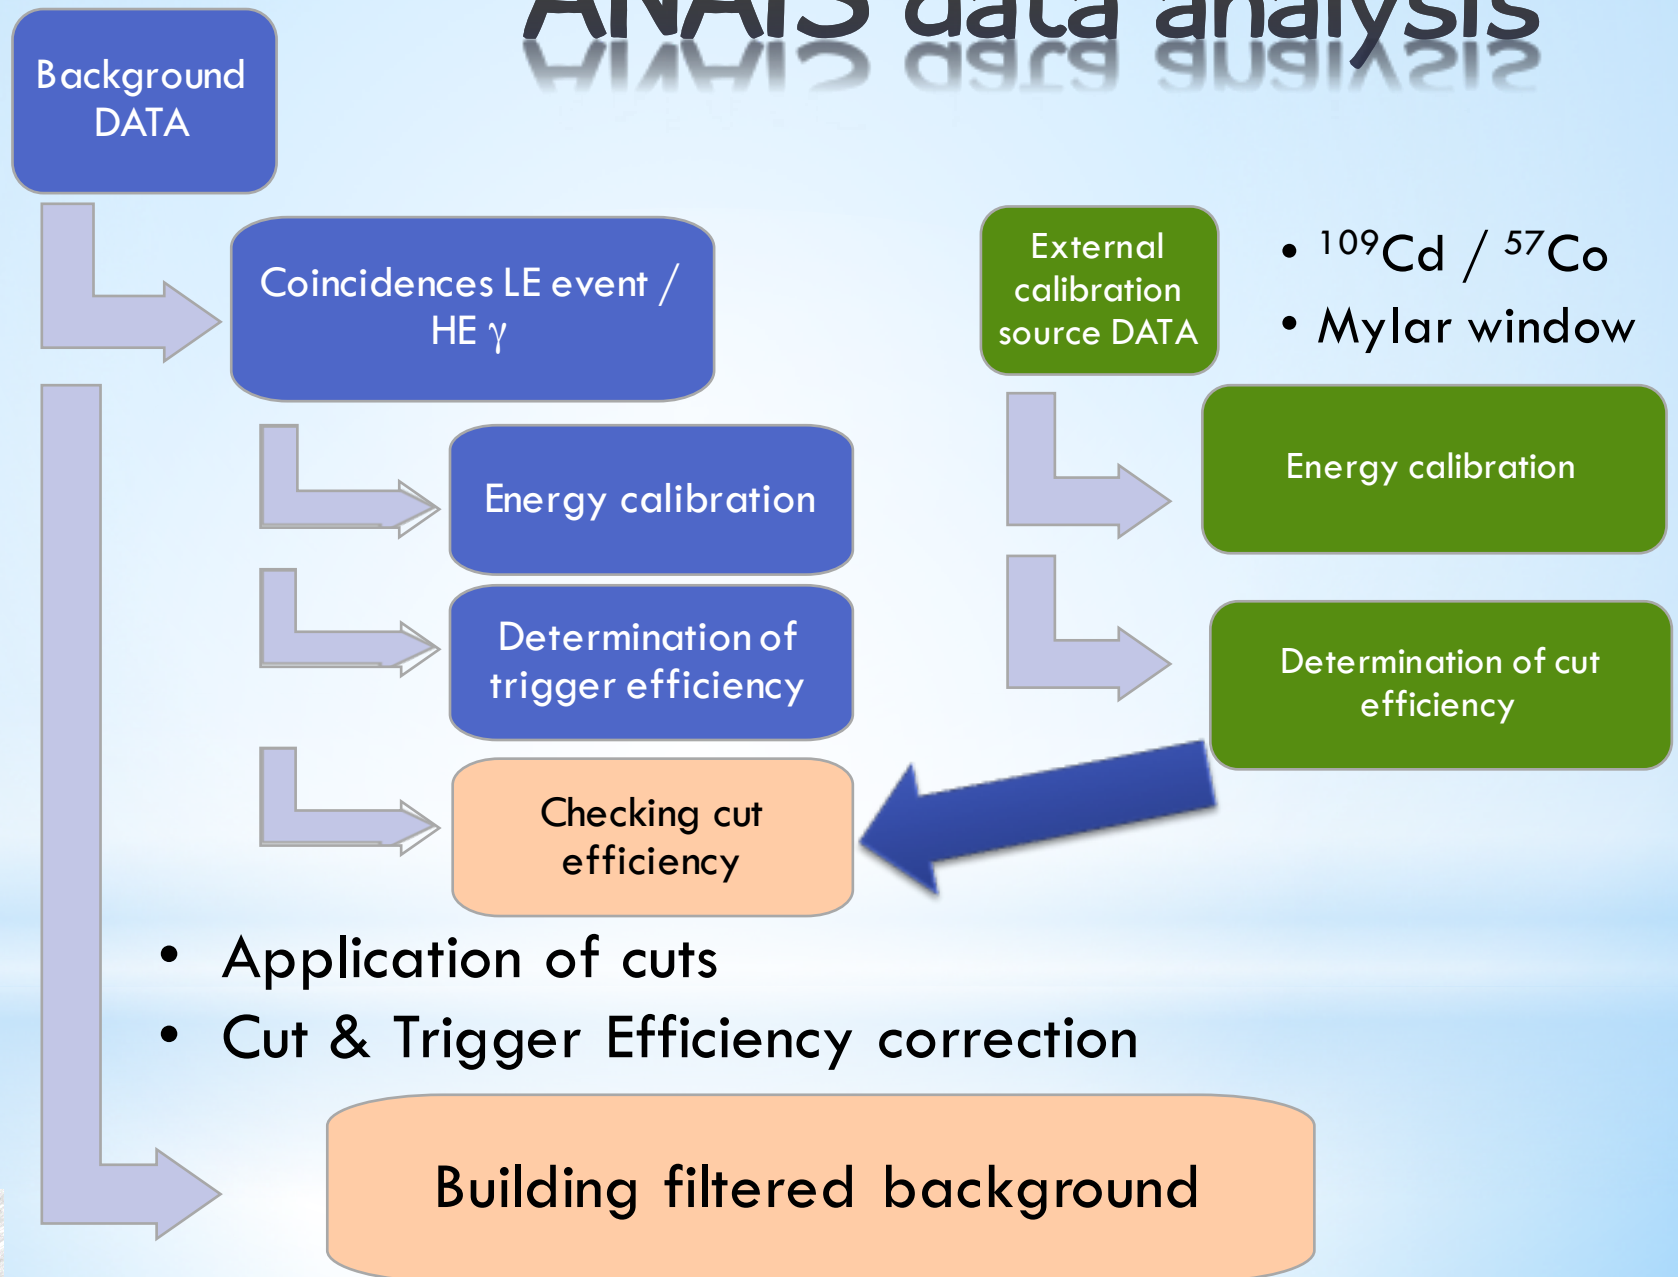 ANAIS data analysis
Background
DATA
Coincidences LE event /
HE γ
Energy calibration
Determination of
trigger efficiency
Checking cut
efficiency
External
calibration
source DATA
• ¹⁰⁹Cd / ⁵⁷Co
• Mylar window
Energy calibration
Determination of cut
efficiency
• Application of cuts
• Cut & Trigger Efficiency correction
Building filtered background